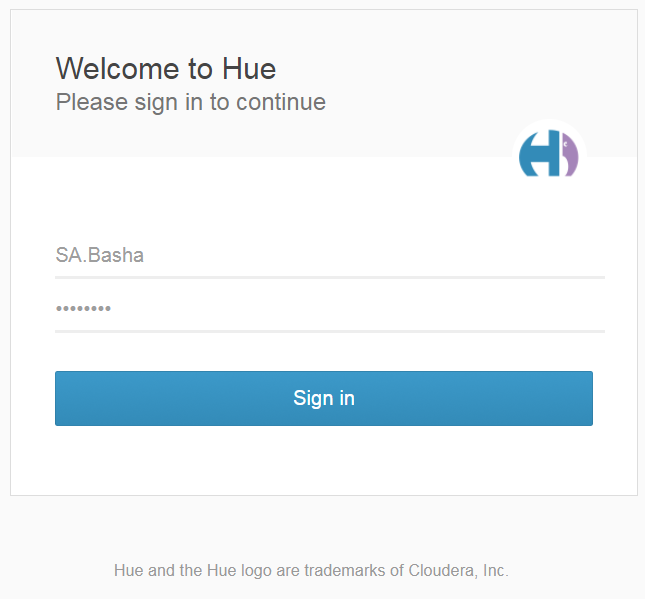 Welcome to Hue
Please sign in to continue
SA.Basha
••••••••
Sign in
Hue and the Hue logo are trademarks of Cloudera, Inc.